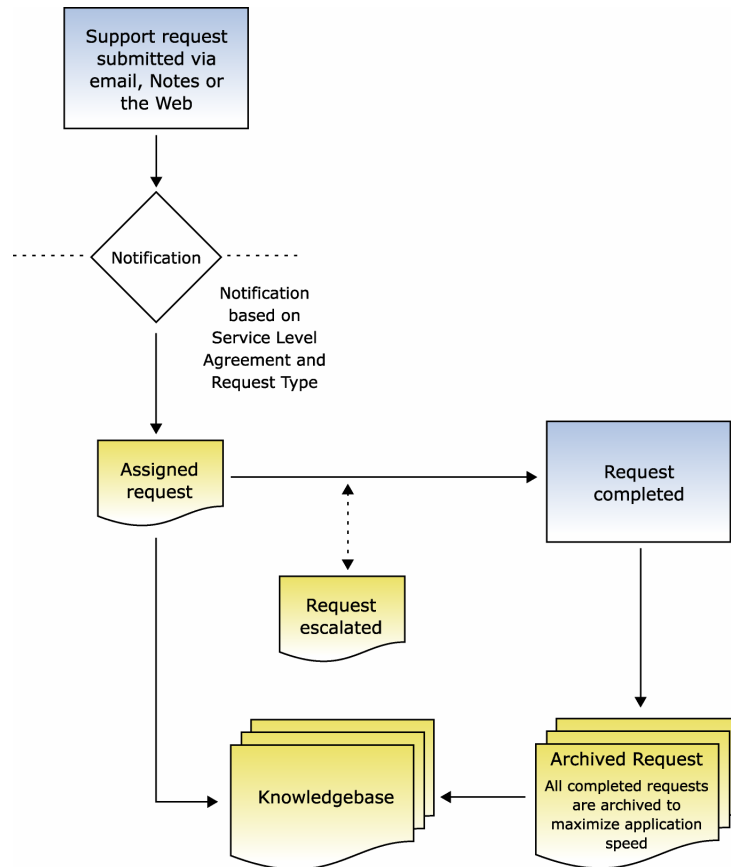 Support request
submitted via
email, Notes or
the Web
Notification
Notification
based on
Service Level
Agreement and
Request Type
Assigned
request
Request
completed
Request
escalated
Archived Request
All completed requests
are archived to
maximize application
speed
Knowledgebase